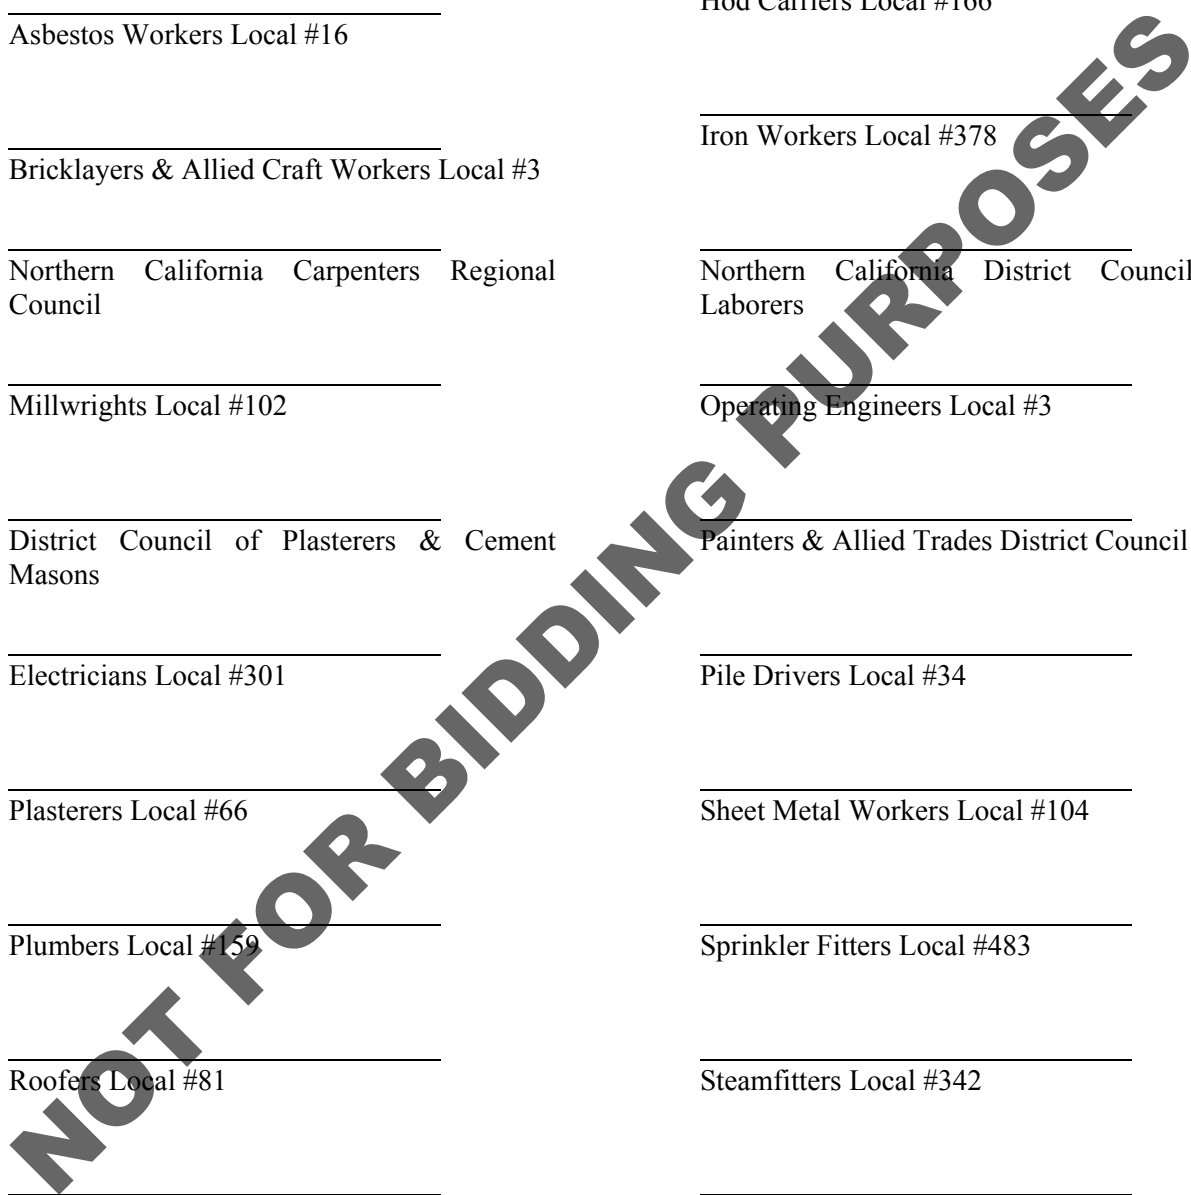 Asbestos Workers Local #16
Bricklayers & Allied Craft Workers Local #3
Northern California Carpenters Regional
Council
Millwrights Local #102
District Council of Plasterers & Cement
Masons
Electricians Local #301
Plasterers Local #66
Plumbers Local #159
Roofers Local #81
Hod Carriers Local #166
Iron Workers Local #378
Northern California District Council
Laborers
Operating Engineers Local #3
Painters & Allied Trades District Council
Pile Drivers Local #34
Sheet Metal Workers Local #104
Sprinkler Fitters Local #483
Steamfitters Local #342
NOT FOR BIDDING PURPOSES